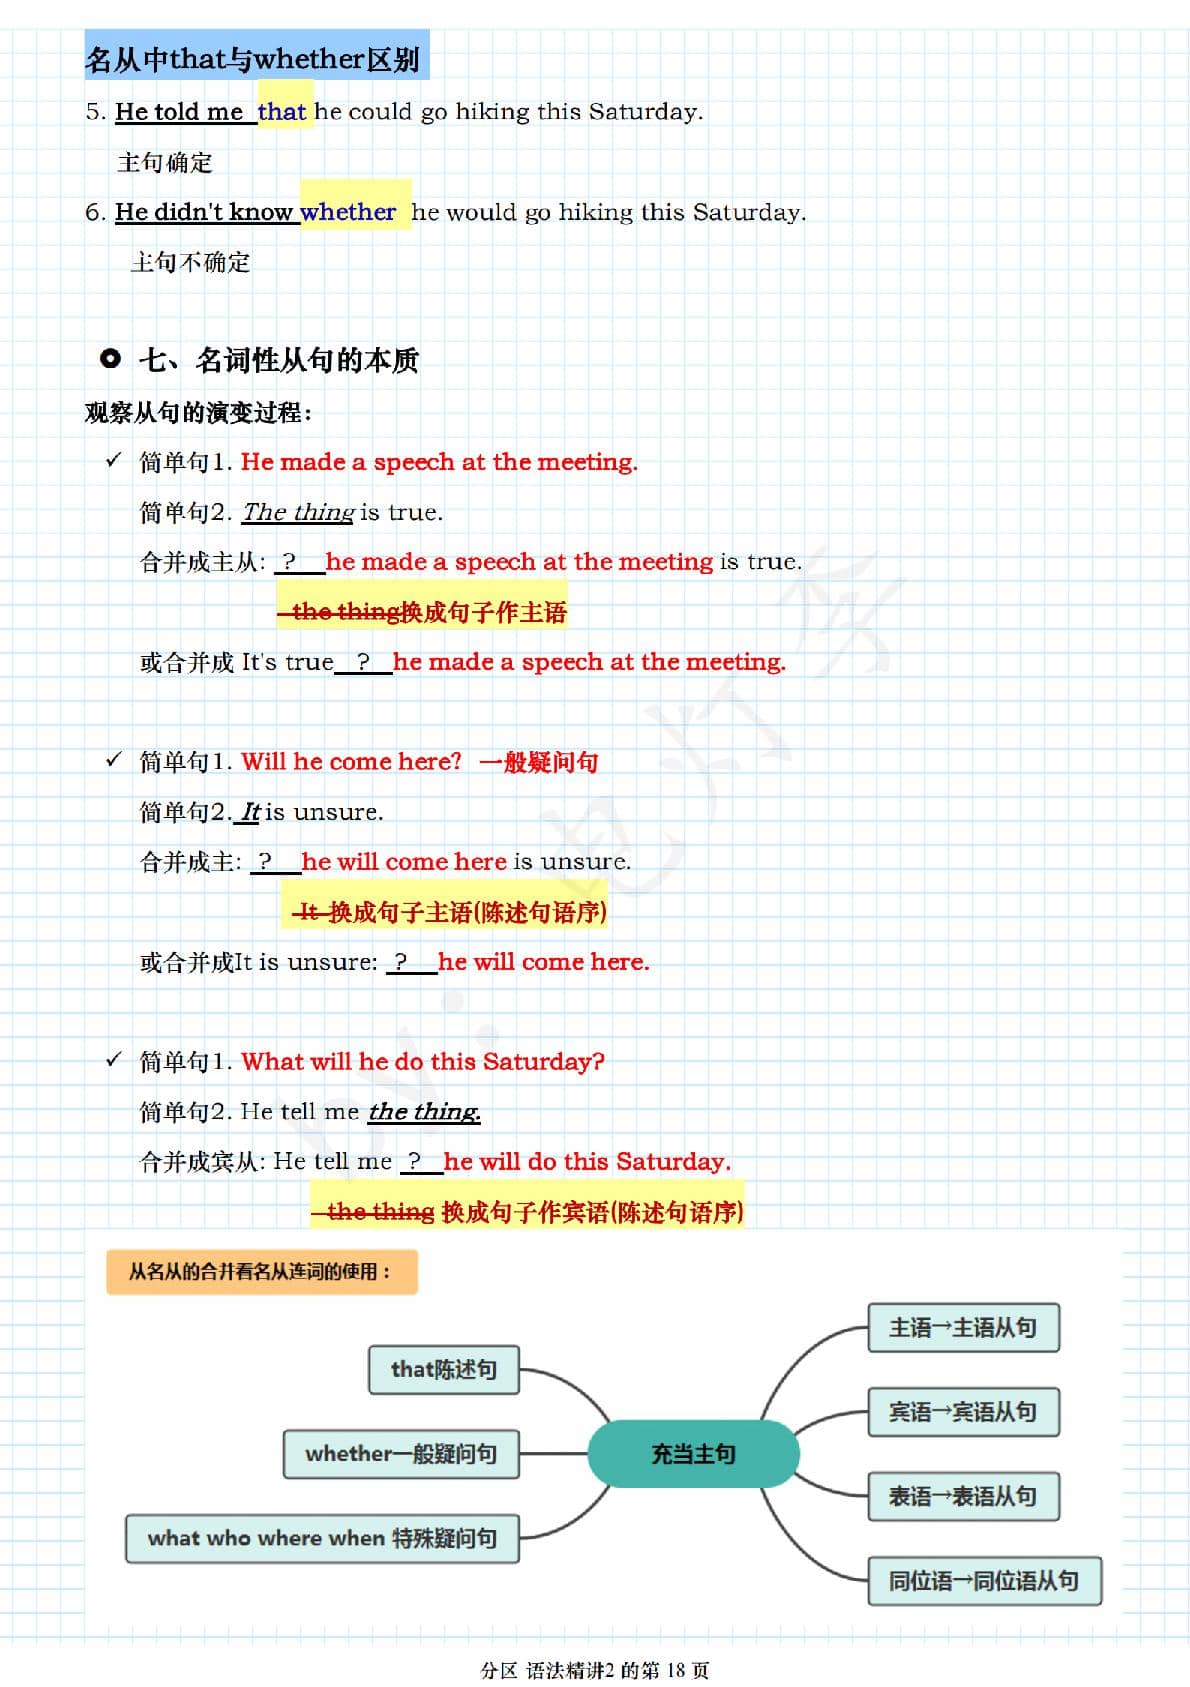 名从中that与whether区别
5. He told me that he could go hiking this Saturday.
主句确定
6. He didn't know whether he would go hiking this Saturday.
主句不确定
七、名词性从句的本质
观察从句的演变过程：
✓ 简单句1. He made a speech at the meeting.
简单句2. The thing is true.
合并成主从: ? he made a speech at the meeting is true.
the thing换成句子作主语
或合并成 It's true ? he made a speech at the meeting.
✓ 简单句1. Will he come here? 一般疑问句
简单句2. It is unsure.
合并成主: ? he will come here is unsure.
It 换成句子主语(陈述句语序)
或合并成It is unsure: ? he will come here.
✓ 简单句1. What will he do this Saturday?
简单句2. He tell me the thing.
合并成宾从: He tell me ? he will do this Saturday.
the thing 换成句子作宾语(陈述句语序)
从名从的合并看名从连词的使用：
that陈述句
whether一般疑问句
what who where when 特殊疑问句
充当主句
主语→主语从句
宾语→宾语从句
表语→表语从句
同位语→同位语从句
by: 电灯李
分区 语法精讲2 的第 18 页